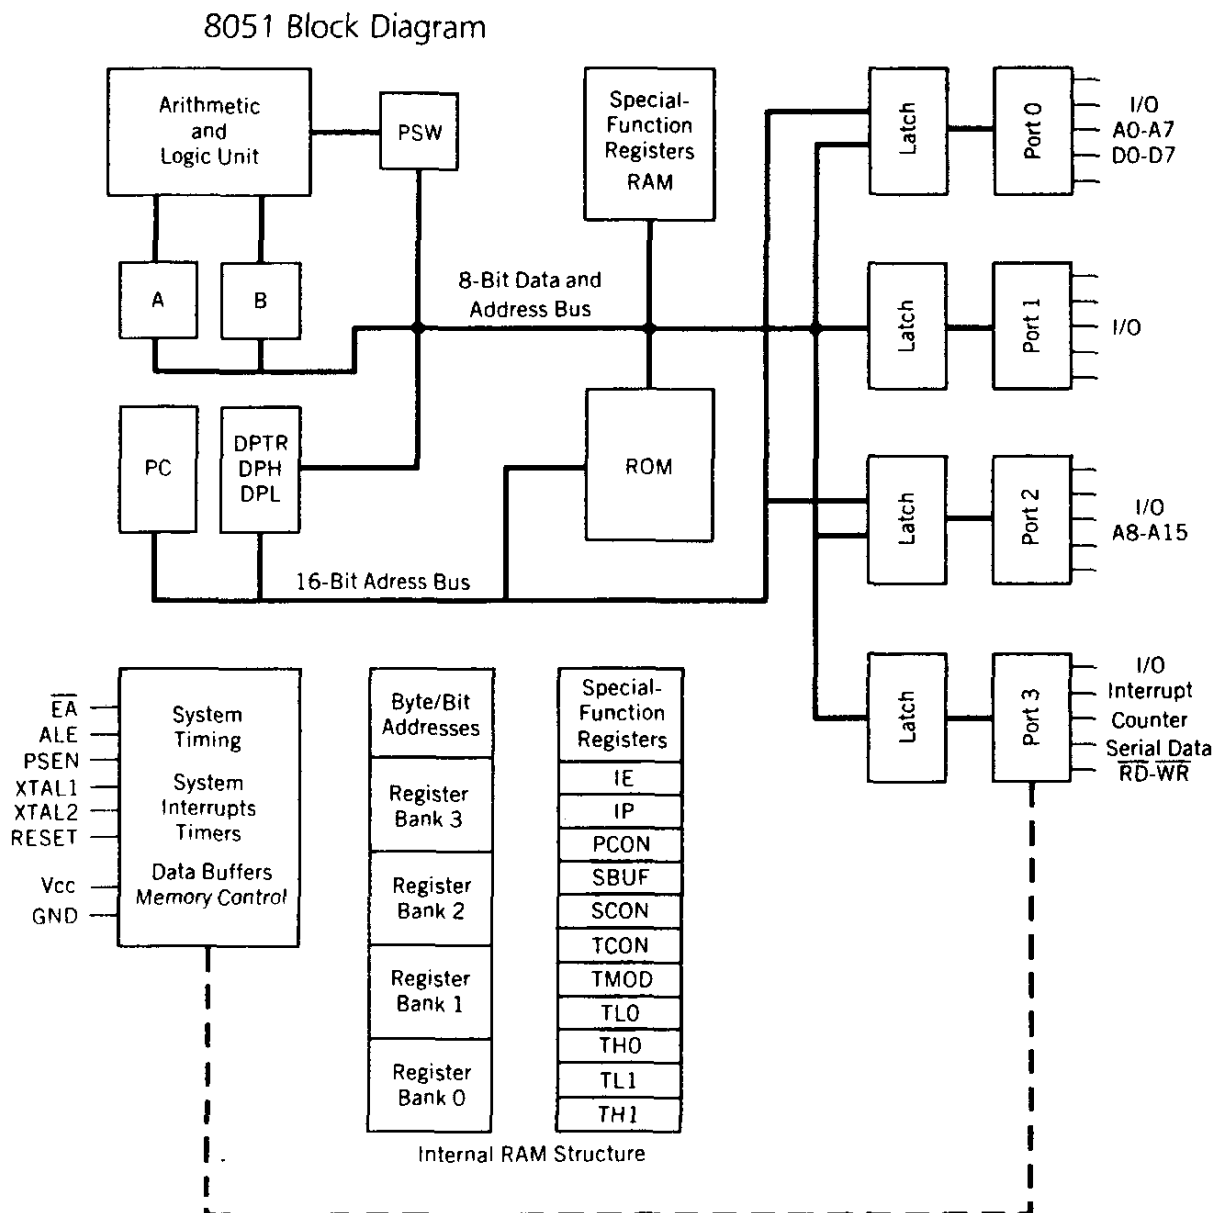 8051 Block Diagram
Arithmetic
and
Logic Unit
PSW
A
B
PC
DPTR
DPH
DPL
8-Bit Data and
Address Bus
16-Bit Adress Bus
Special-
Function
Registers
RAM
ROM
Latch
Port 0
I/O
A0-A7
D0-D7
Latch
Port 1
I/O
Latch
Port 2
I/O
A8-A15
Latch
Port 3
I/O
Interrupt
Counter
Serial Data
R̅D̅-W̅R̅
E̅A̅
ALE
PSEN
XTAL1
XTAL2
RESET
Vcc
GND
System
Timing
System
Interrupts
Timers
Data Buffers
Memory Control
Byte/Bit
Addresses
Register
Bank 3
Register
Bank 2
Register
Bank 1
Register
Bank 0
Special-
Function
Registers
IE
IP
PCON
SBUF
SCON
TCON
TMOD
TL0
TH0
TL1
TH1
Internal RAM Structure